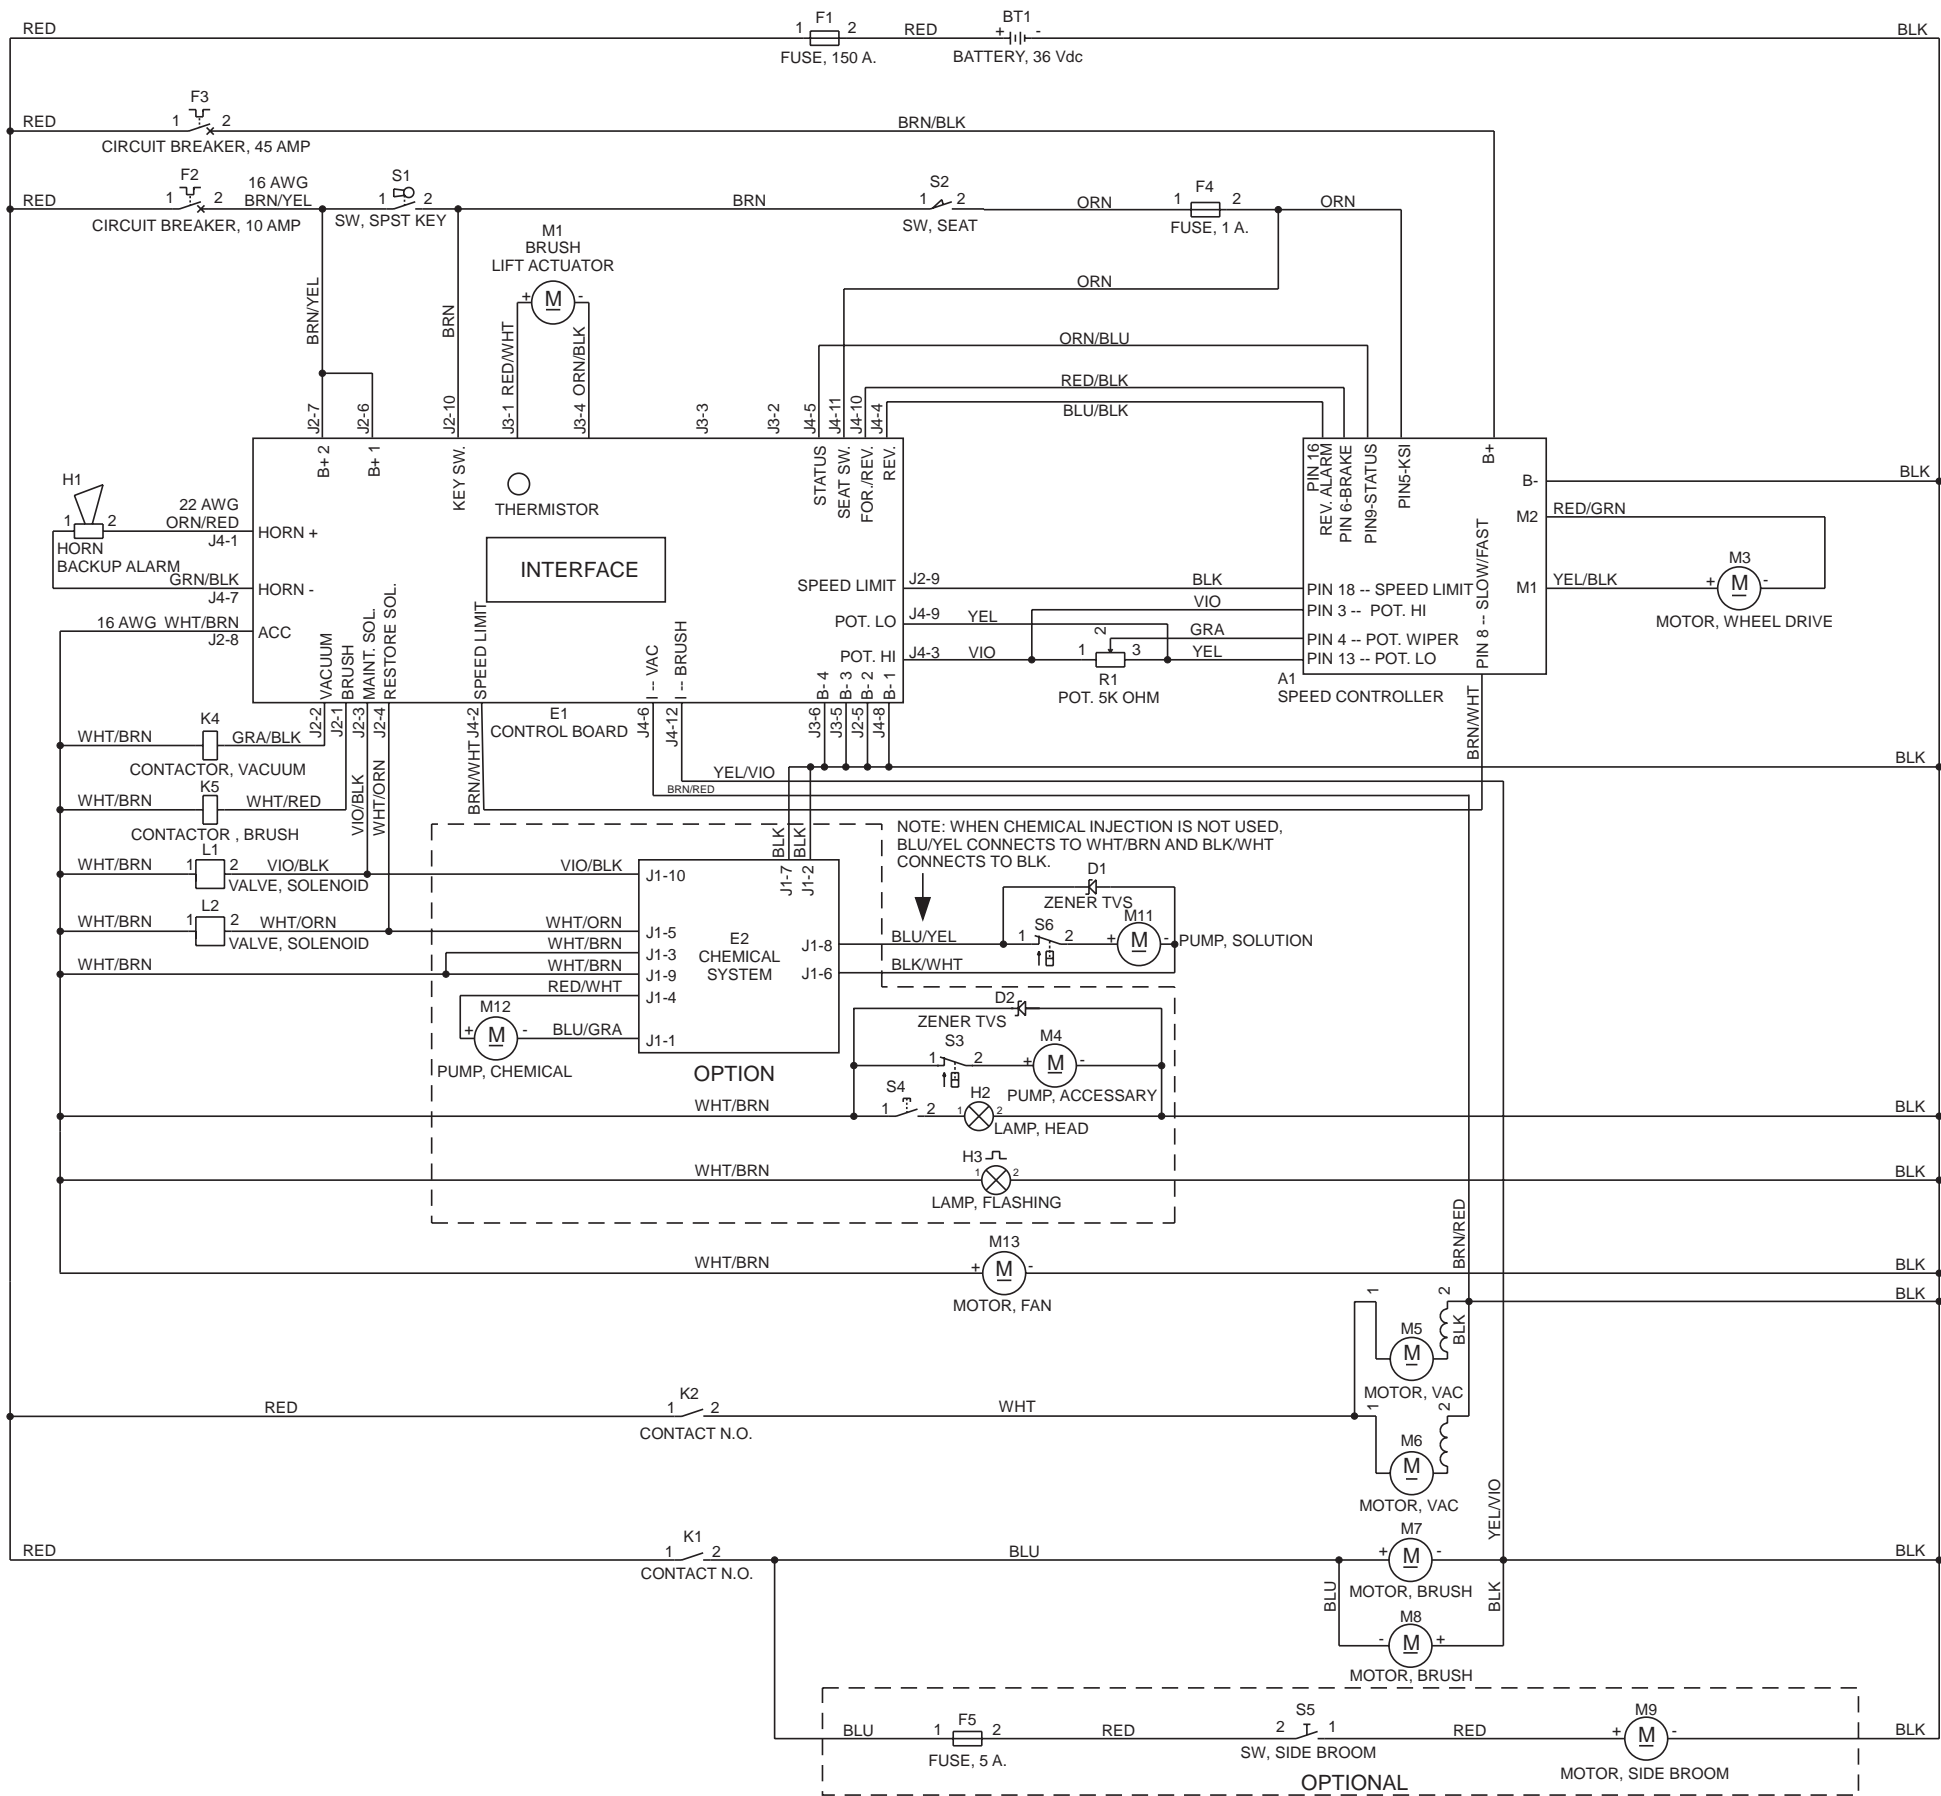 RED
1 F1 2
FUSE, 150 A.
RED
BT1
+ -
BATTERY, 36 Vdc
BLK
RED
F3
1 2
CIRCUIT BREAKER, 45 AMP
BRN/BLK
RED
F2
1 2
CIRCUIT BREAKER, 10 AMP
16 AWG
BRN/YEL
S1
1 2
SW, SPST KEY
BRN
S2
1 2
SW, SEAT
ORN
F4
1 2
FUSE, 1 A.
ORN
M1
BRUSH
LIFT ACTUATOR
+ M -
ORN
BRN/YEL
BRN
RED/WHT
ORN/BLK
ORN/BLU
RED/BLK
BLU/BLK
J2-7
J2-6
J2-10
J3-1
J3-4
J3-3
J3-2
J4-5
J4-11
J4-10
J4-4
B+ 2
B+ 1
KEY SW.
THERMISTOR
STATUS
SEAT SW.
FOR./REV.
REV.
PIN 16
REV. ALARM
PIN 6-BRAKE
PIN9-STATUS
PIN5-KSI
B+
B-
BLK
M2
RED/GRN
M1
YEL/BLK
M3
+ M -
MOTOR, WHEEL DRIVE
H1
1 2
HORN
BACKUP ALARM
22 AWG
ORN/RED
J4-1
HORN +
GRN/BLK
J4-7
HORN -
16 AWG WHT/BRN
J2-8
ACC
INTERFACE
SPEED LIMIT
J2-9
BLK
PIN 18 -- SPEED LIMIT
VIO
PIN 3 -- POT. HI
POT. LO
J4-9
YEL
2
GRA
PIN 4 -- POT. WIPER
POT. HI
J4-3
VIO
1 3
R1
POT. 5K OHM
YEL
PIN 13 -- POT. LO
PIN 8 -- SLOW/FAST
A1
SPEED CONTROLLER
BRN/WHT
VACUUM
BRUSH
MAINT. SOL.
RESTORE SOL.
SPEED LIMIT
I -- VAC
I -- BRUSH
B- 4
B- 3
B- 2
B- 1
J2-2
J2-1
J2-3
J2-4
J4-2
E1
CONTROL BOARD
J4-6
J4-12
J3-6
J3-5
J2-5
J4-8
WHT/BRN
K4
GRA/BLK
CONTACTOR, VACUUM
WHT/BRN
K5
WHT/RED
CONTACTOR , BRUSH
VIO/BLK
WHT/ORN
BRN/WHT
YEL/VIO
BRN/RED
BLK
WHT/BRN
L1
1 2
VIO/BLK
VALVE, SOLENOID
WHT/BRN
L2
1 2
WHT/ORN
VALVE, SOLENOID
WHT/BRN
VIO/BLK
J1-10
BLK
BLK
J1-7
J1-2
WHT/ORN
J1-5
WHT/BRN
J1-3
WHT/BRN
J1-9
RED/WHT
J1-4
BLU/GRA
J1-1
E2
CHEMICAL
SYSTEM
J1-8
J1-6
M12
+ M -
PUMP, CHEMICAL
OPTION
NOTE: WHEN CHEMICAL INJECTION IS NOT USED,
BLU/YEL CONNECTS TO WHT/BRN AND BLK/WHT
CONNECTS TO BLK.
D1
ZENER TVS
BLU/YEL
S6
1 2
M11
+ M -
PUMP, SOLUTION
BLK/WHT
D2
ZENER TVS
S3
1 2
M4
+ M -
PUMP, ACCESSARY
WHT/BRN
S4
1 2
H2
1 2
LAMP, HEAD
BLK
WHT/BRN
H3
1 2
LAMP, FLASHING
BLK
WHT/BRN
M13
+ M -
MOTOR, FAN
BLK
BRN/RED
BLK
1 2
M5
M
BLK
MOTOR, VAC
RED
K2
1 2
CONTACT N.O.
WHT
1 2
M6
M
MOTOR, VAC
YEL/VIO
RED
K1
1 2
CONTACT N.O.
BLU
M7
+ M -
MOTOR, BRUSH
BLK
BLU
BLK
M8
- M +
MOTOR, BRUSH
BLU
F5
1 2
FUSE, 5 A.
RED
S5
2 1
SW, SIDE BROOM
RED
M9
+ M -
MOTOR, SIDE BROOM
BLK
OPTIONAL